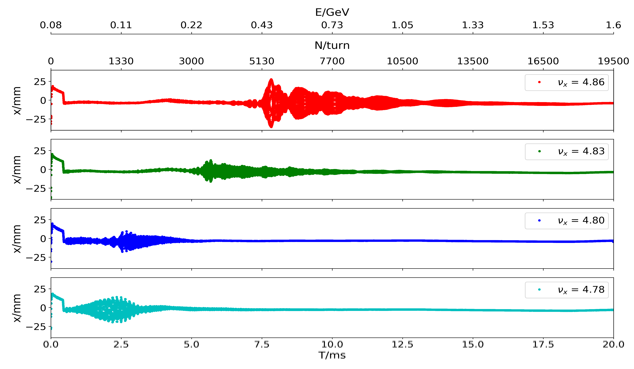 E/GeV
0.08 0.11 0.22 0.43 0.73 1.05 1.33 1.53 1.6
N/turn
0 1330 3000 5130 7700 10500 13500 16500 19500
25
0
−25
x/mm
νx = 4.86
25
0
−25
x/mm
νx = 4.83
25
0
−25
x/mm
νx = 4.80
25
0
−25
x/mm
νx = 4.78
0.0 2.5 5.0 7.5 10.0 12.5 15.0 17.5 20.0
T/ms